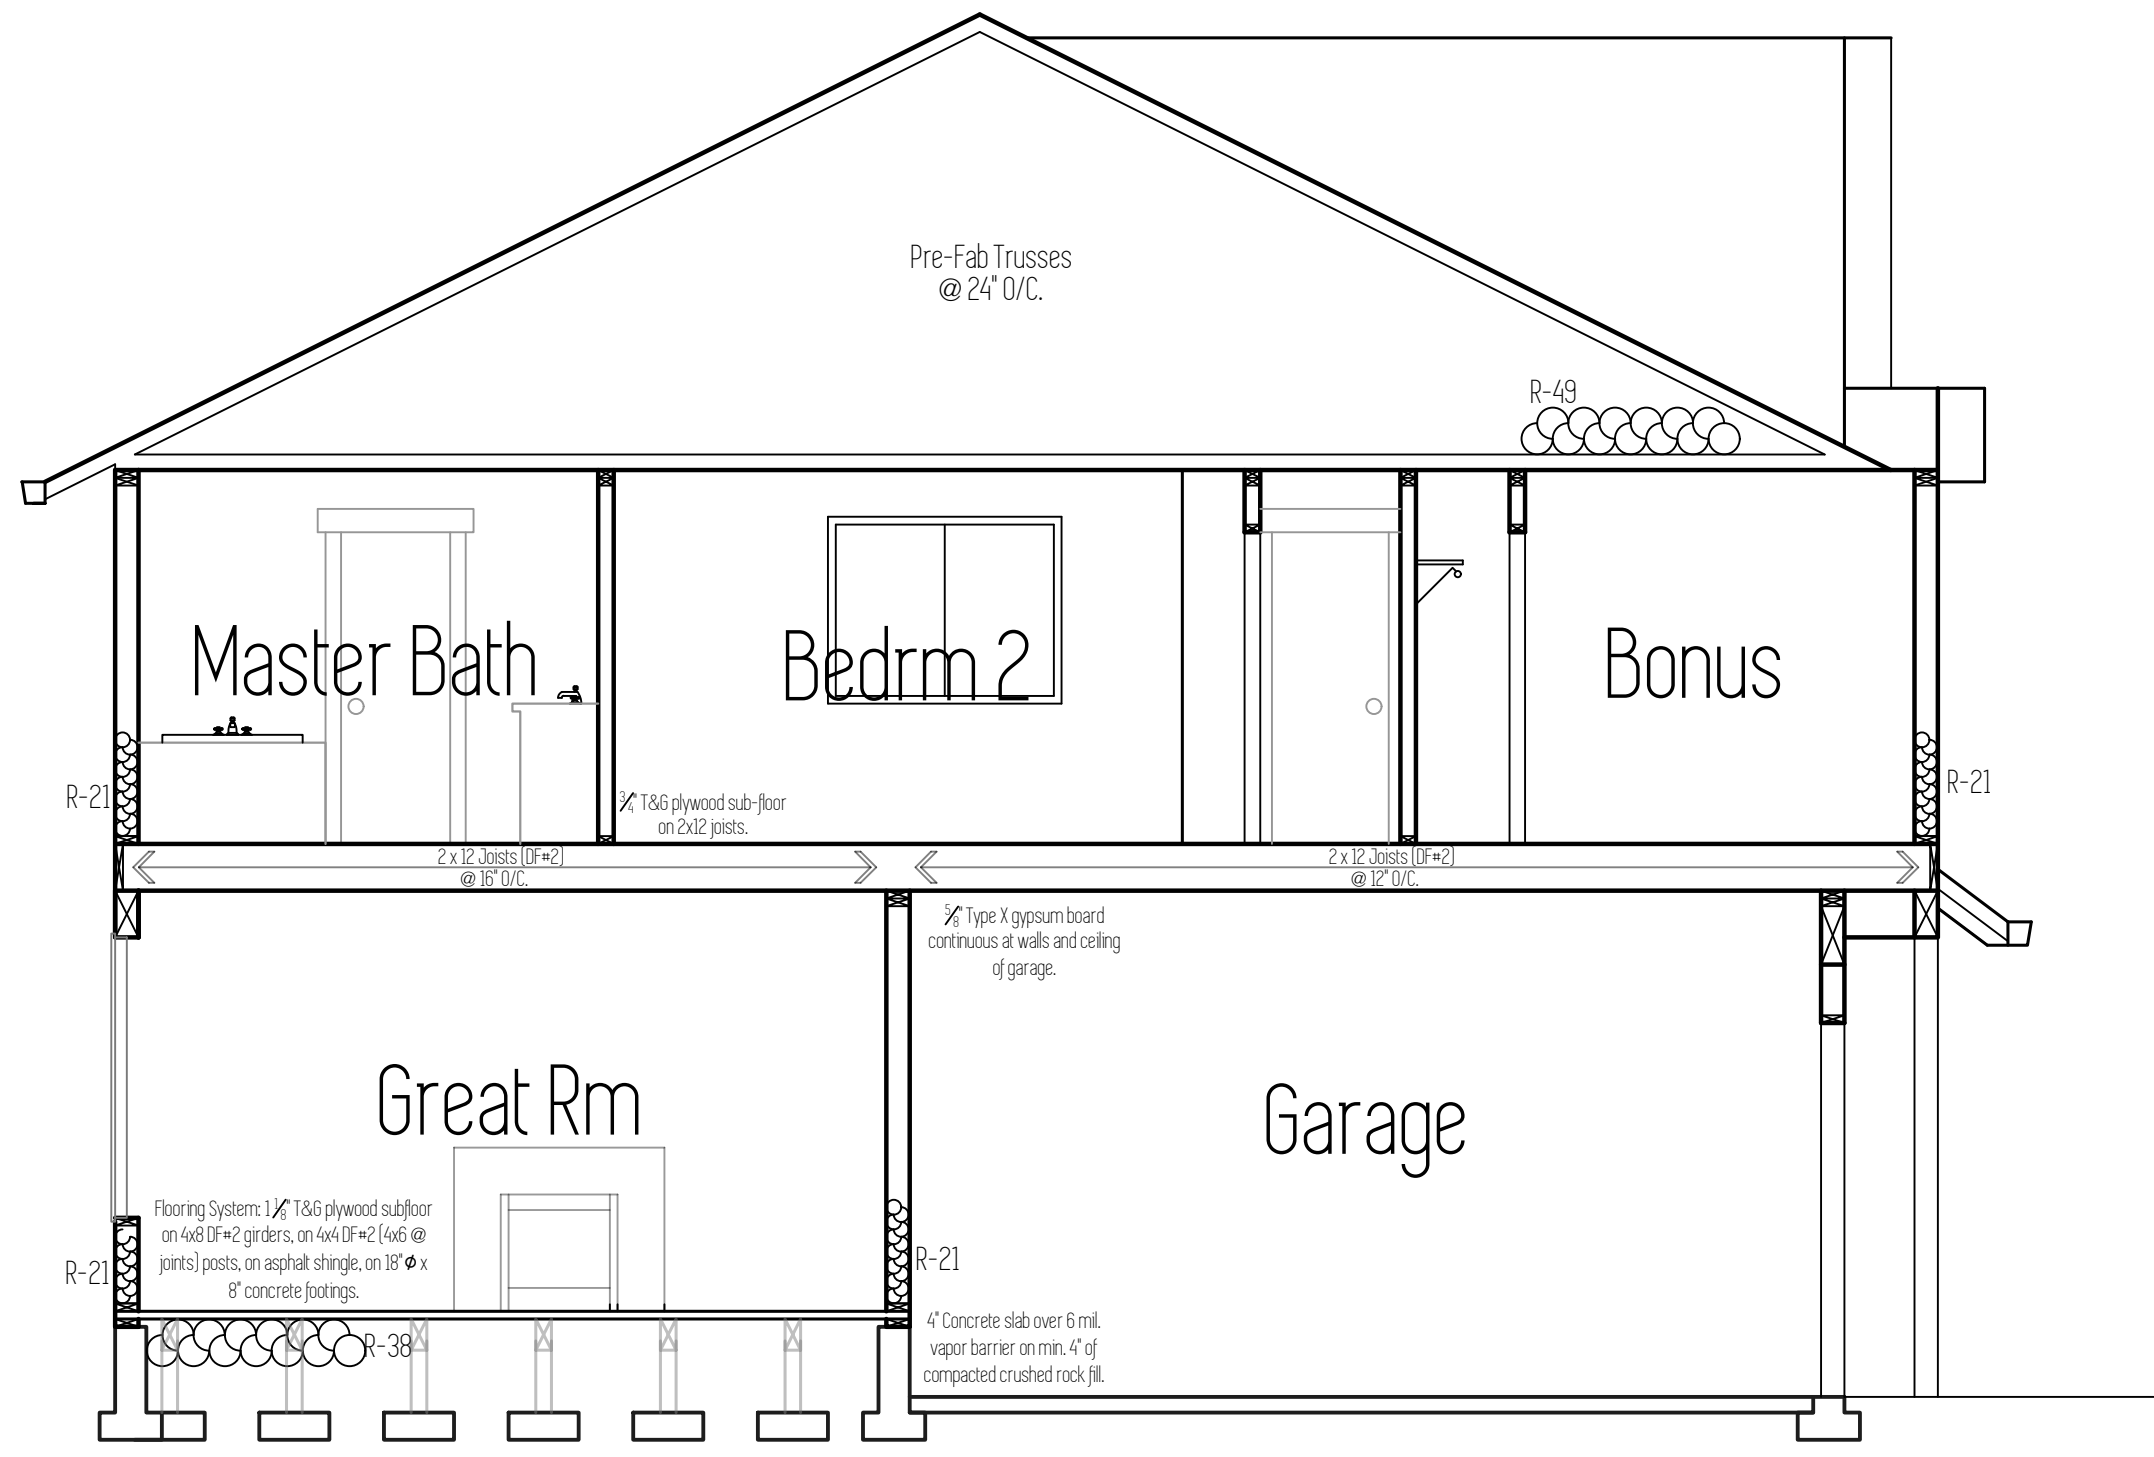 Pre-Fab Trusses
@ 24" O/C.
R-49
Master Bath
Bedrm 2
Bonus
R-21
R-21
3/4" T&G plywood sub-floor
on 2x12 joists.
2 x 12 Joists (DF#2)
@ 16" O/C.
2 x 12 Joists (DF#2)
@ 12" O/C.
5/8" Type X gypsum board
continuous at walls and ceiling
of garage.
Great Rm
Garage
Flooring System: 1 1/8" T&G plywood subfloor
on 4x8 DF#2 girders, on 4x4 DF#2 (4x6 @
joints) posts, on asphalt shingle, on 18"ϕ x
8" concrete footings.
R-21
R-21
R-38
4" Concrete slab over 6 mil.
vapor barrier on min. 4" of
compacted crushed rock fill.